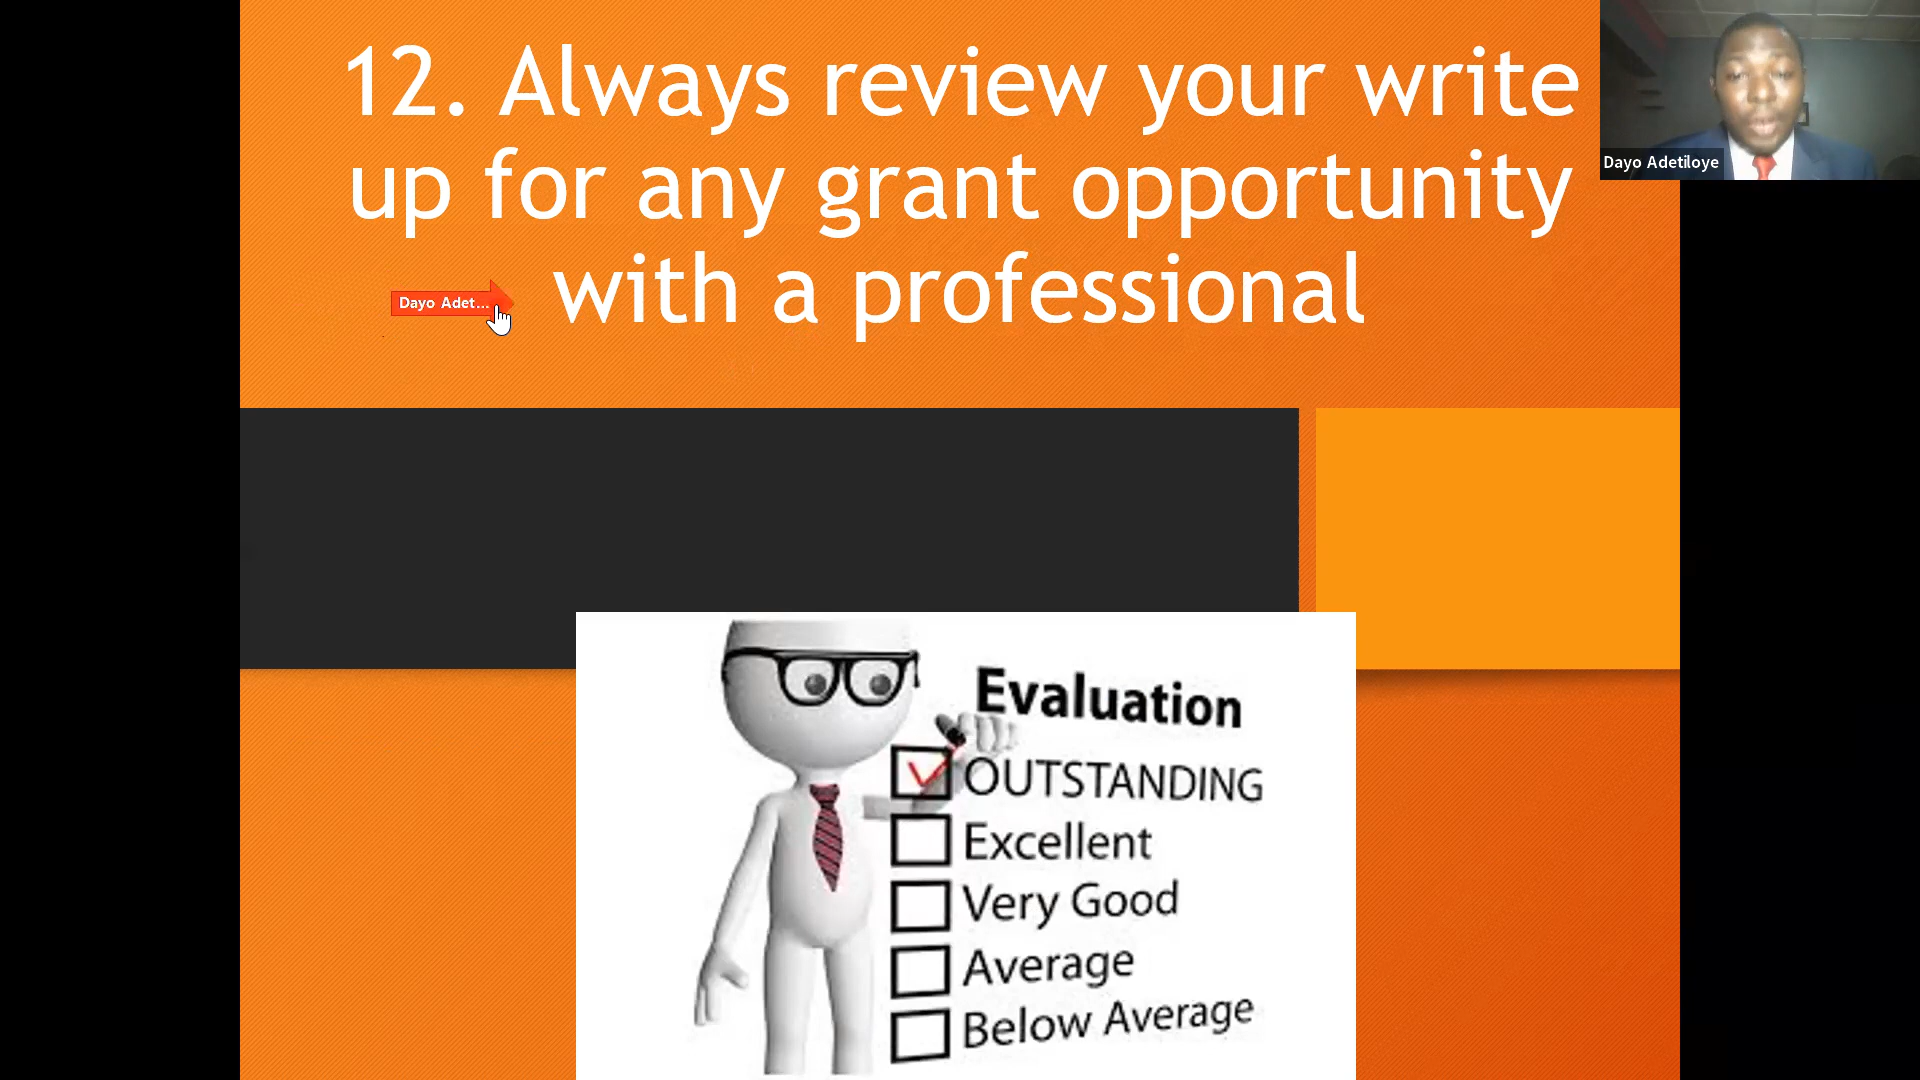 12. Always review your write
up for any grant opportunity
with a professional
Dayo Adetiloye
Dayo Adet...
Evaluation
OUTSTANDING
Excellent
Very Good
Average
Below Average